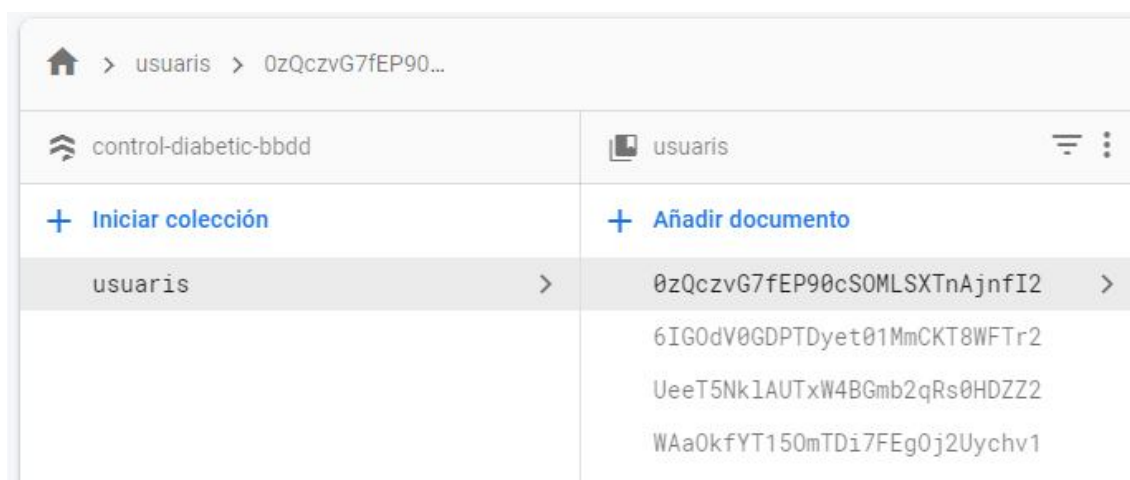 > usuaris > 0zQczvG7fEP90…
control-diabetic-bbdd
usuaris
+ Iniciar colección
+ Añadir documento
usuaris >
0zQczvG7fEP90cSOMLSXTnAjnfI2 >
6IGOdV0GDPTDyet01MmCKT8WFTr2
UeeT5NklAUTxW4BGmb2qRs0HDZZ2
WAaOkfYT15OmTDi7FEgOj2Uychv1